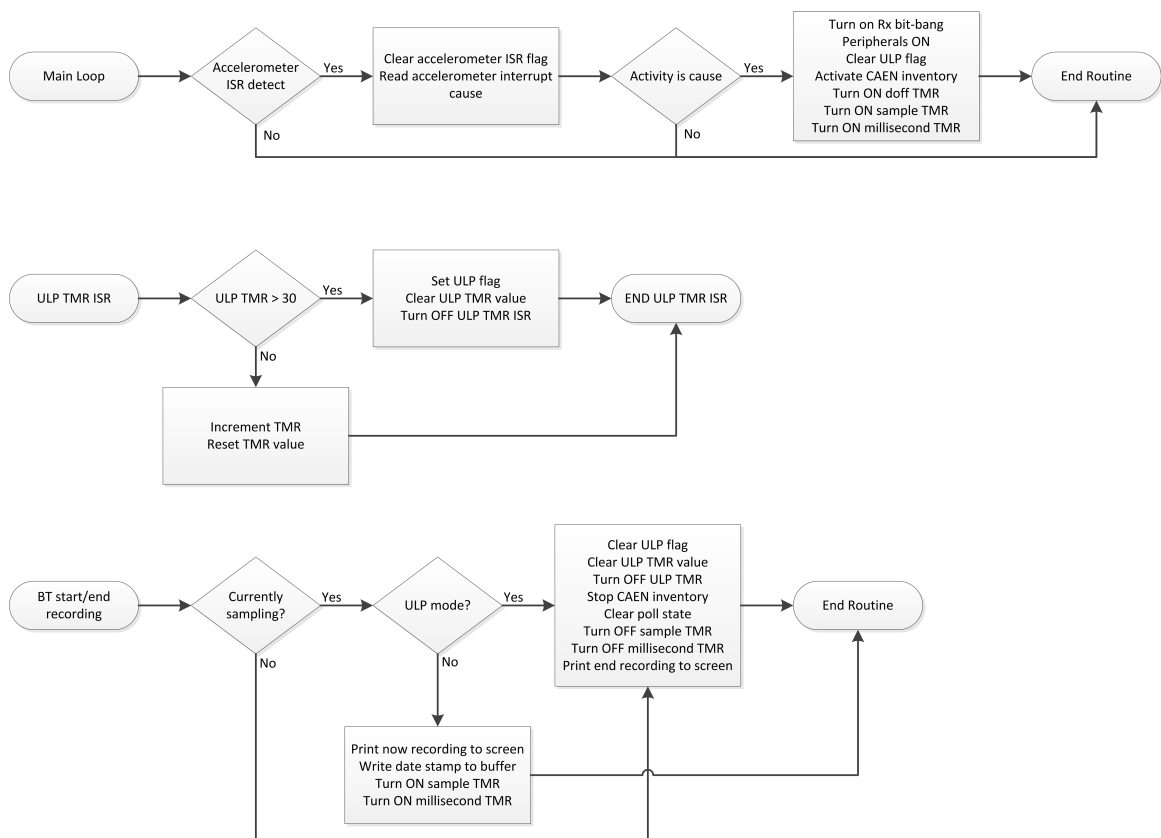 Main Loop
Accelerometer
ISR detect
Yes
No
Clear accelerometer ISR flag
Read accelerometer interrupt
cause
Activity is cause
Yes
No
Turn on Rx bit-bang
Peripherals ON
Clear ULP flag
Activate CAEN inventory
Turn ON doff TMR
Turn ON sample TMR
Turn ON millisecond TMR
End Routine
ULP TMR ISR
ULP TMR > 30
Yes
No
Set ULP flag
Clear ULP TMR value
Turn OFF ULP TMR ISR
END ULP TMR ISR
Increment TMR
Reset TMR value
BT start/end
recording
Currently
sampling?
Yes
No
ULP mode?
Yes
No
Clear ULP flag
Clear ULP TMR value
Turn OFF ULP TMR
Stop CAEN inventory
Clear poll state
Turn OFF sample TMR
Turn OFF millisecond TMR
Print end recording to screen
End Routine
Print now recording to screen
Write date stamp to buffer
Turn ON sample TMR
Turn ON millisecond TMR